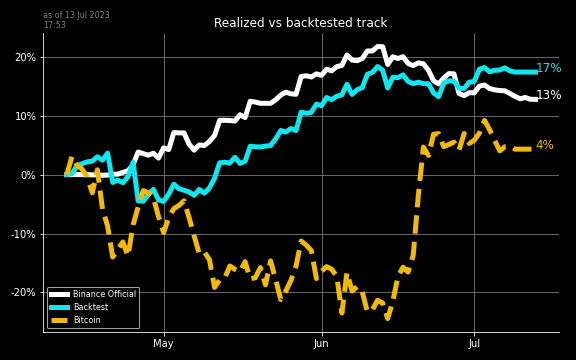 as of 13 Jul 2023
17:53
Realized vs backtested track
20%
10%
0%
-10%
-20%
17%
13%
4%
Binance Official
Backtest
Bitcoin
May
Jun
Jul